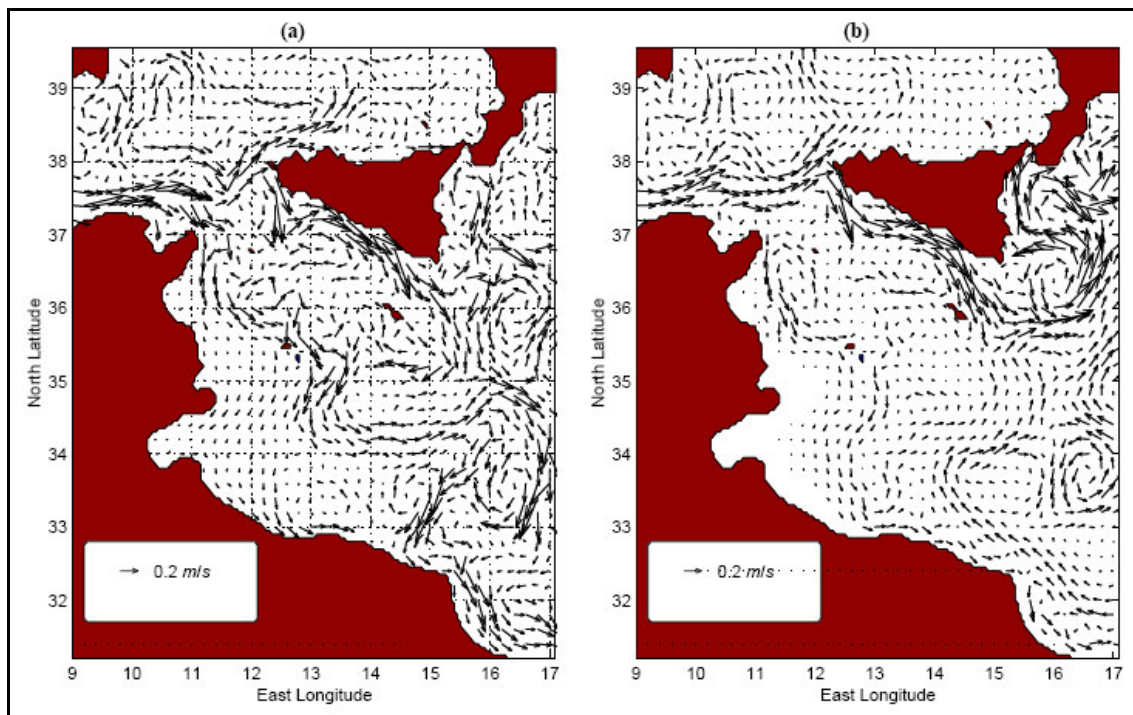 (a) (b)
39 39
38 38
37 37
36 36
35 35
34 34
33 33
32 32
North Latitude North Latitude
0.2 m/s 0.2 m/s
9 10 11 12 13 14 15 16 17 9 10 11 12 13 14 15 16 17
East Longitude East Longitude